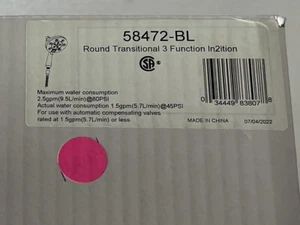 58472-BL
Round Transitional 3 Function In2ition
Maximum water consumption
2.5gpm(9.5L/min)@80PSI
Actual water consumption 1.5gpm(5.7L/min)@45PSI
For use with automatic compensating valves
rated at 1.5gpm(5.7L/min) or less
0 34449 83807 8
MADE IN CHINA 07/04/2022